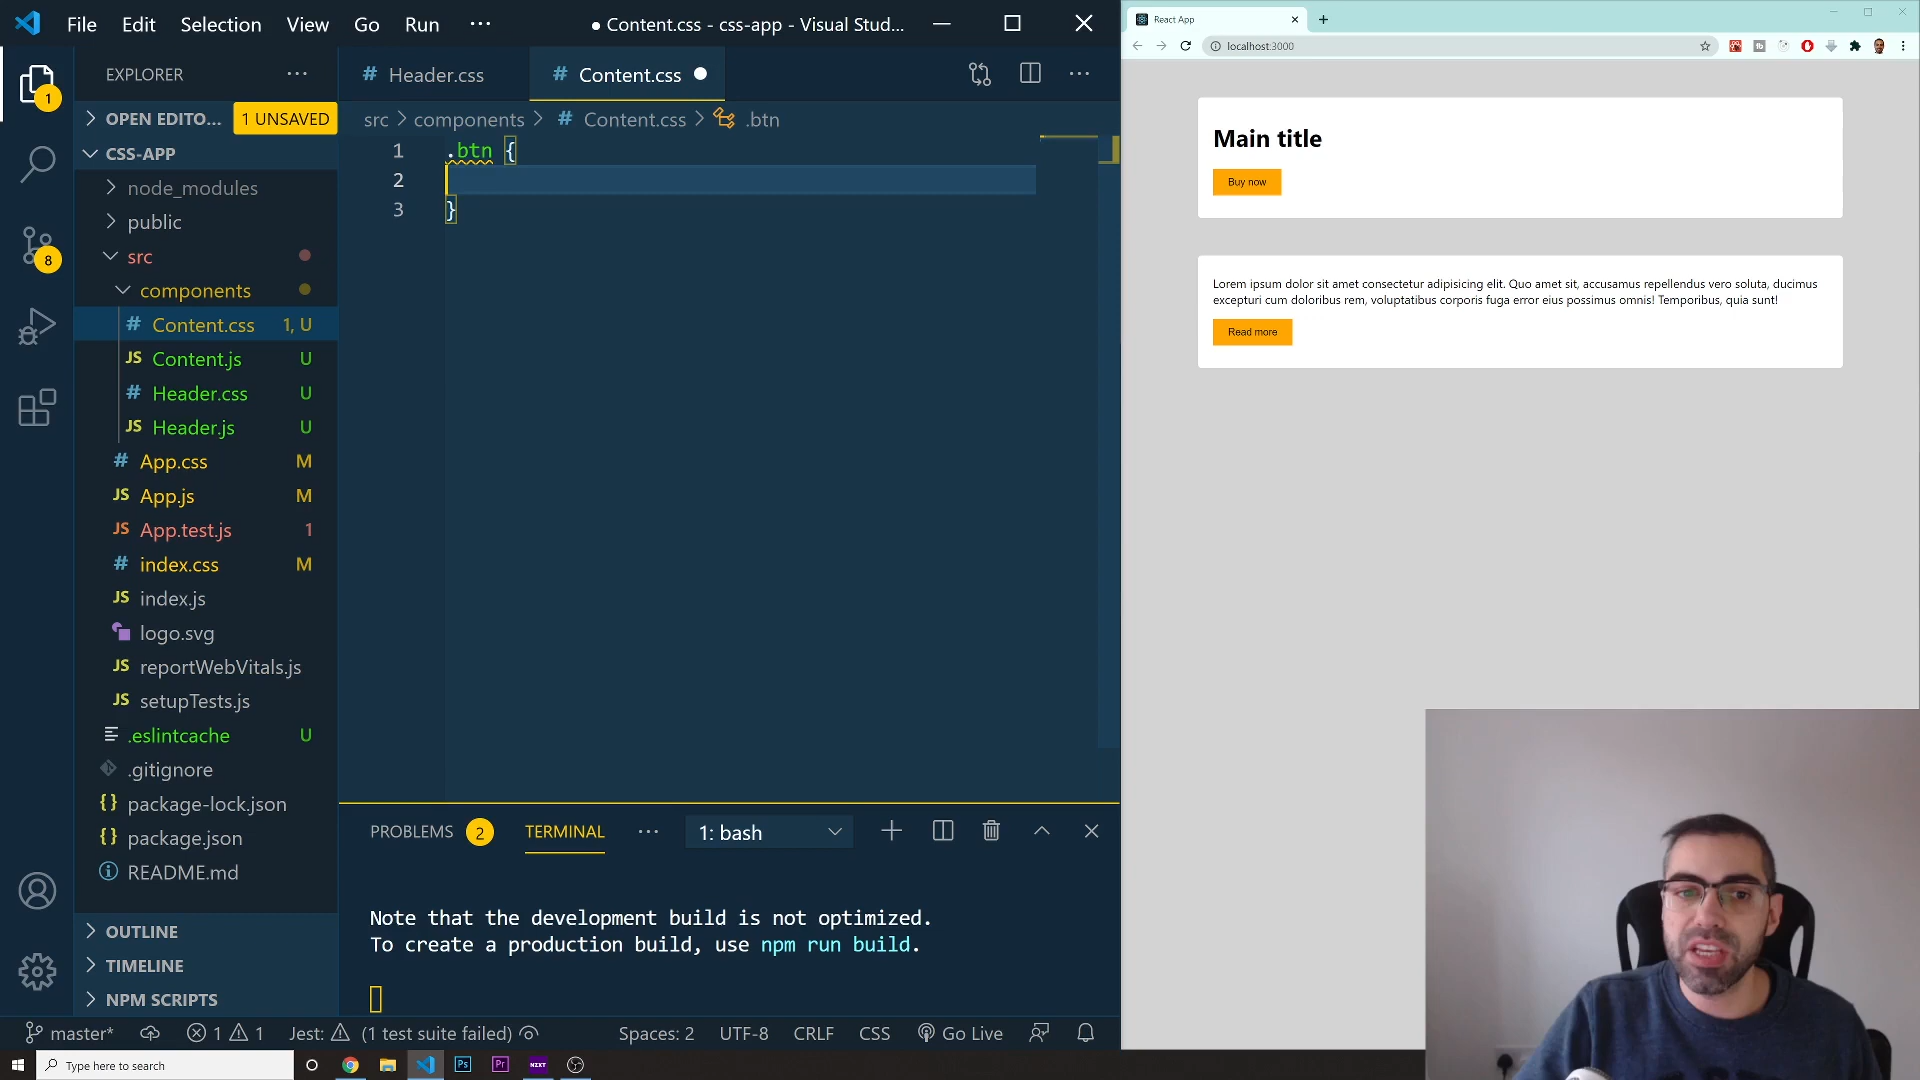 File Edit Selection View Go Run ··· ● Content.css - css-app - Visual Stud...
EXPLORER ···
OPEN EDITO... 1 UNSAVED
CSS-APP
node_modules
public
src
components
# Content.css 1, U
JS Content.js U
# Header.css U
JS Header.js U
# App.css M
JS App.js M
JS App.test.js 1
# index.css M
JS index.js
logo.svg
JS reportWebVitals.js
JS setupTests.js
.eslintcache U
.gitignore
{} package-lock.json
{} package.json
README.md
OUTLINE
TIMELINE
NPM SCRIPTS
1
8
# Header.css # Content.css ●
src > components > # Content.css > .btn
1 .btn {
2
3 }
PROBLEMS 2 TERMINAL ··· 1: bash
Note that the development build is not optimized.
To create a production build, use npm run build.
master* 1 1 Jest: (1 test suite failed) Spaces: 2 UTF-8 CRLF CSS Go Live
Type here to search Ps Pr NZXT
React App
localhost:3000
Main title
Buy now
Lorem ipsum dolor sit amet consectetur adipisicing elit. Quo amet sit, accusamus repellendus vero soluta, ducimus
excepturi cum doloribus rem, voluptatibus corporis fuga error eius possimus omnis! Temporibus, quia sunt!
Read more